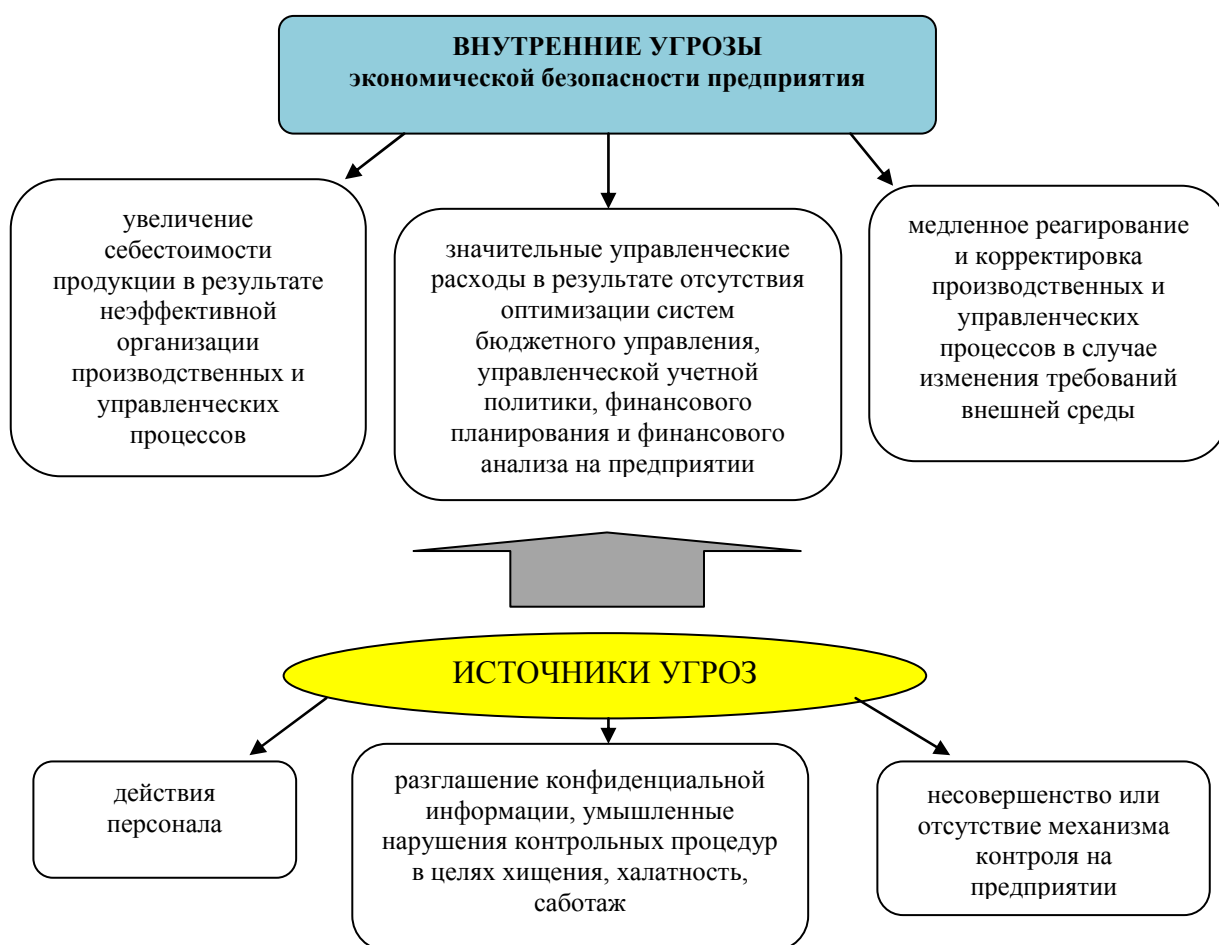 ВНУТРЕННИЕ УГРОЗЫ
экономической безопасности предприятия
увеличение
себестоимости
продукции в результате
неэффективной
организации
производственных и
управленческих
процессов
значительные управленческие
расходы в результате отсутствия
оптимизации систем
бюджетного управления,
управленческой учетной
политики, финансового
планирования и финансового
анализа на предприятии
медленное реагирование
и корректировка
производственных и
управленческих
процессов в случае
изменения требований
внешней среды
ИСТОЧНИКИ УГРОЗ
действия
персонала
разглашение конфиденциальной
информации, умышленные
нарушения контрольных процедур
в целях хищения, халатность,
саботаж
несовершенство или
отсутствие механизма
контроля на
предприятии